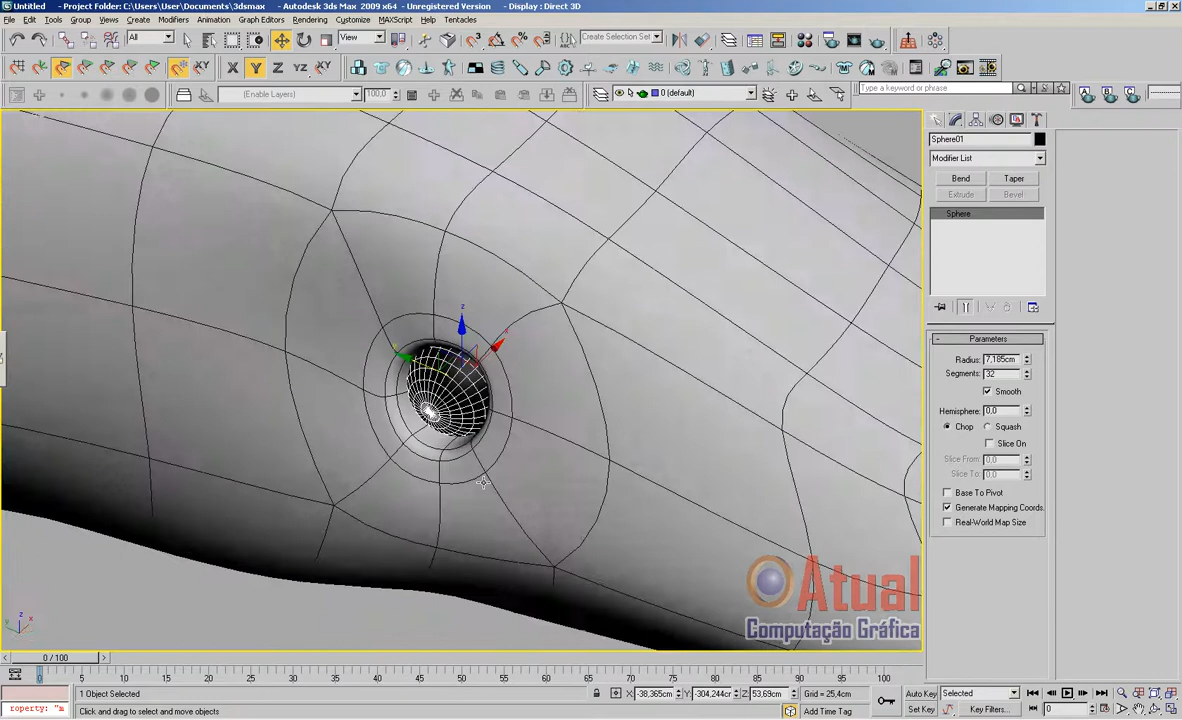 Untitled - Project Folder: C:\Users\User\Documents\3dsmax - Autodesk 3ds Max 2009 x64 - Unregistered Version - Display : Direct 3D
File Edit Tools Group Views Create Modifiers Animation Graph Editors Rendering Customize MAXScript Help Tentacles
All View Create Selection Set
X Y Z YZ XY
(Enable Layers) 100,0 0 (default) Type a keyword or phrase
Sphere01
Modifier List
Bend Taper
Extrude Bevel
Sphere
Parameters
Radius: 7,185cm
Segments: 32
Smooth
Hemisphere: 0,0
Chop Squash
Slice On
Slice From: 0,0
Slice To: 0,0
Base To Pivot
Generate Mapping Coords.
Real-World Map Size
z
x
Atual
Computação Gráfica
z
x
y
0 / 100
0 5 10 15 20 25 30 35 40 45 50 55 60 65 70 75 80 85 90 95 100
1 Object Selected X: -38,365cm Y: -304,244cm Z: 53,69cm Grid = 25,4cm Auto Key Selected
roperty: "m Click and drag to select and move objects Add Time Tag Set Key Key Filters... 0